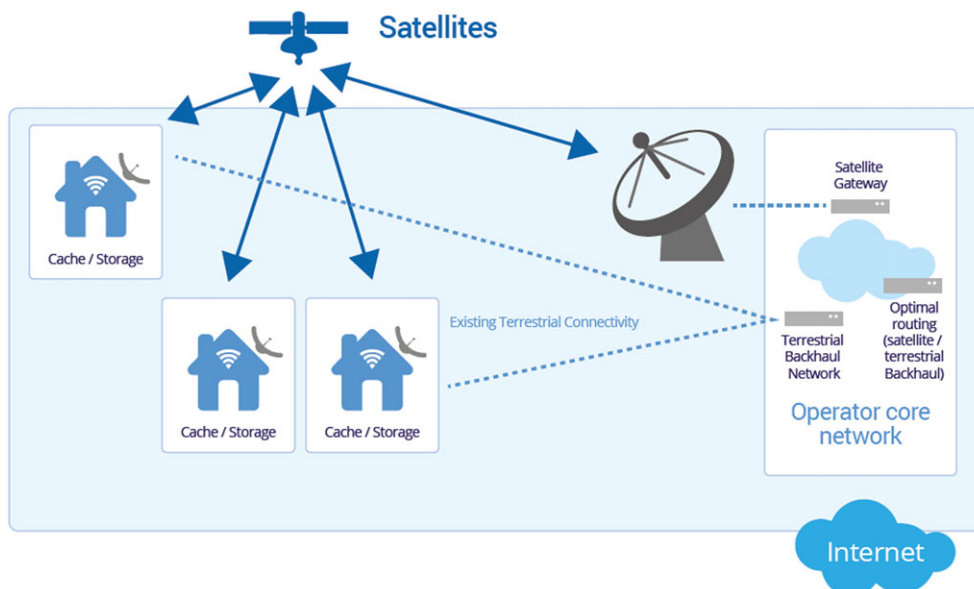 Satellites
Satellite
Gateway
Cache / Storage
Existing Terrestrial Connectivity
Terrestrial
Backhaul
Network
Optimal
routing
(satellite /
terrestrial
Backhaul)
Cache / Storage
Cache / Storage
Operator core
network
Internet